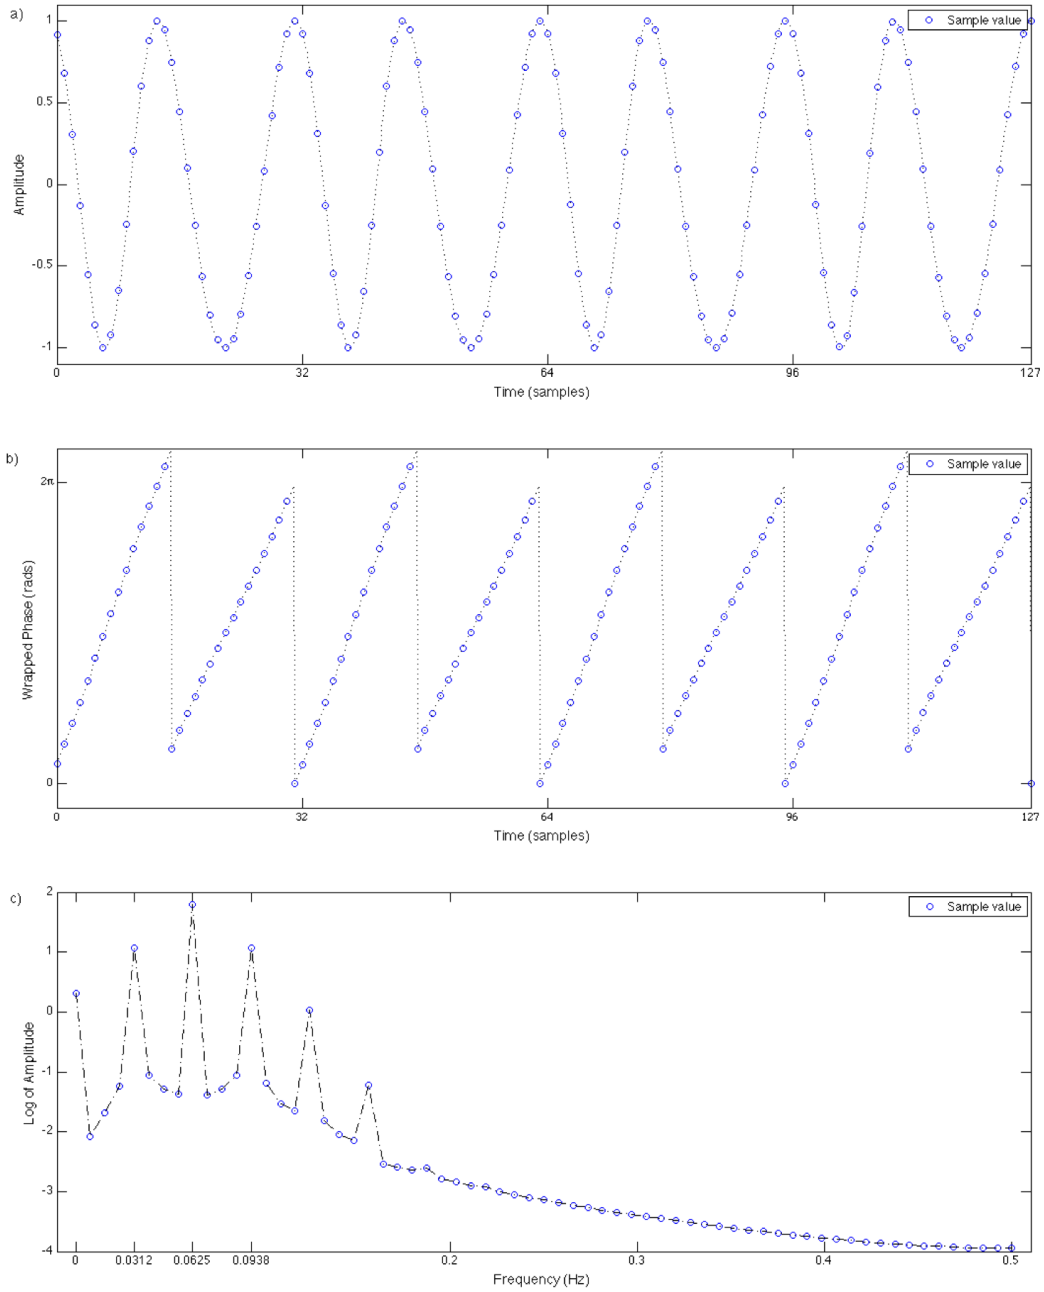 a)
1
0.5
0
-0.5
-1
Amplitude
Sample value
0 32 64 96 127
Time (samples)
b)
2π
0
Wrapped Phase (rads)
Sample value
0 32 64 96 127
Time (samples)
c)
2
1
0
-1
-2
-3
-4
Log of Amplitude
Sample value
0 0.0312 0.0625 0.0938 0.2 0.3 0.4 0.5
Frequency (Hz)